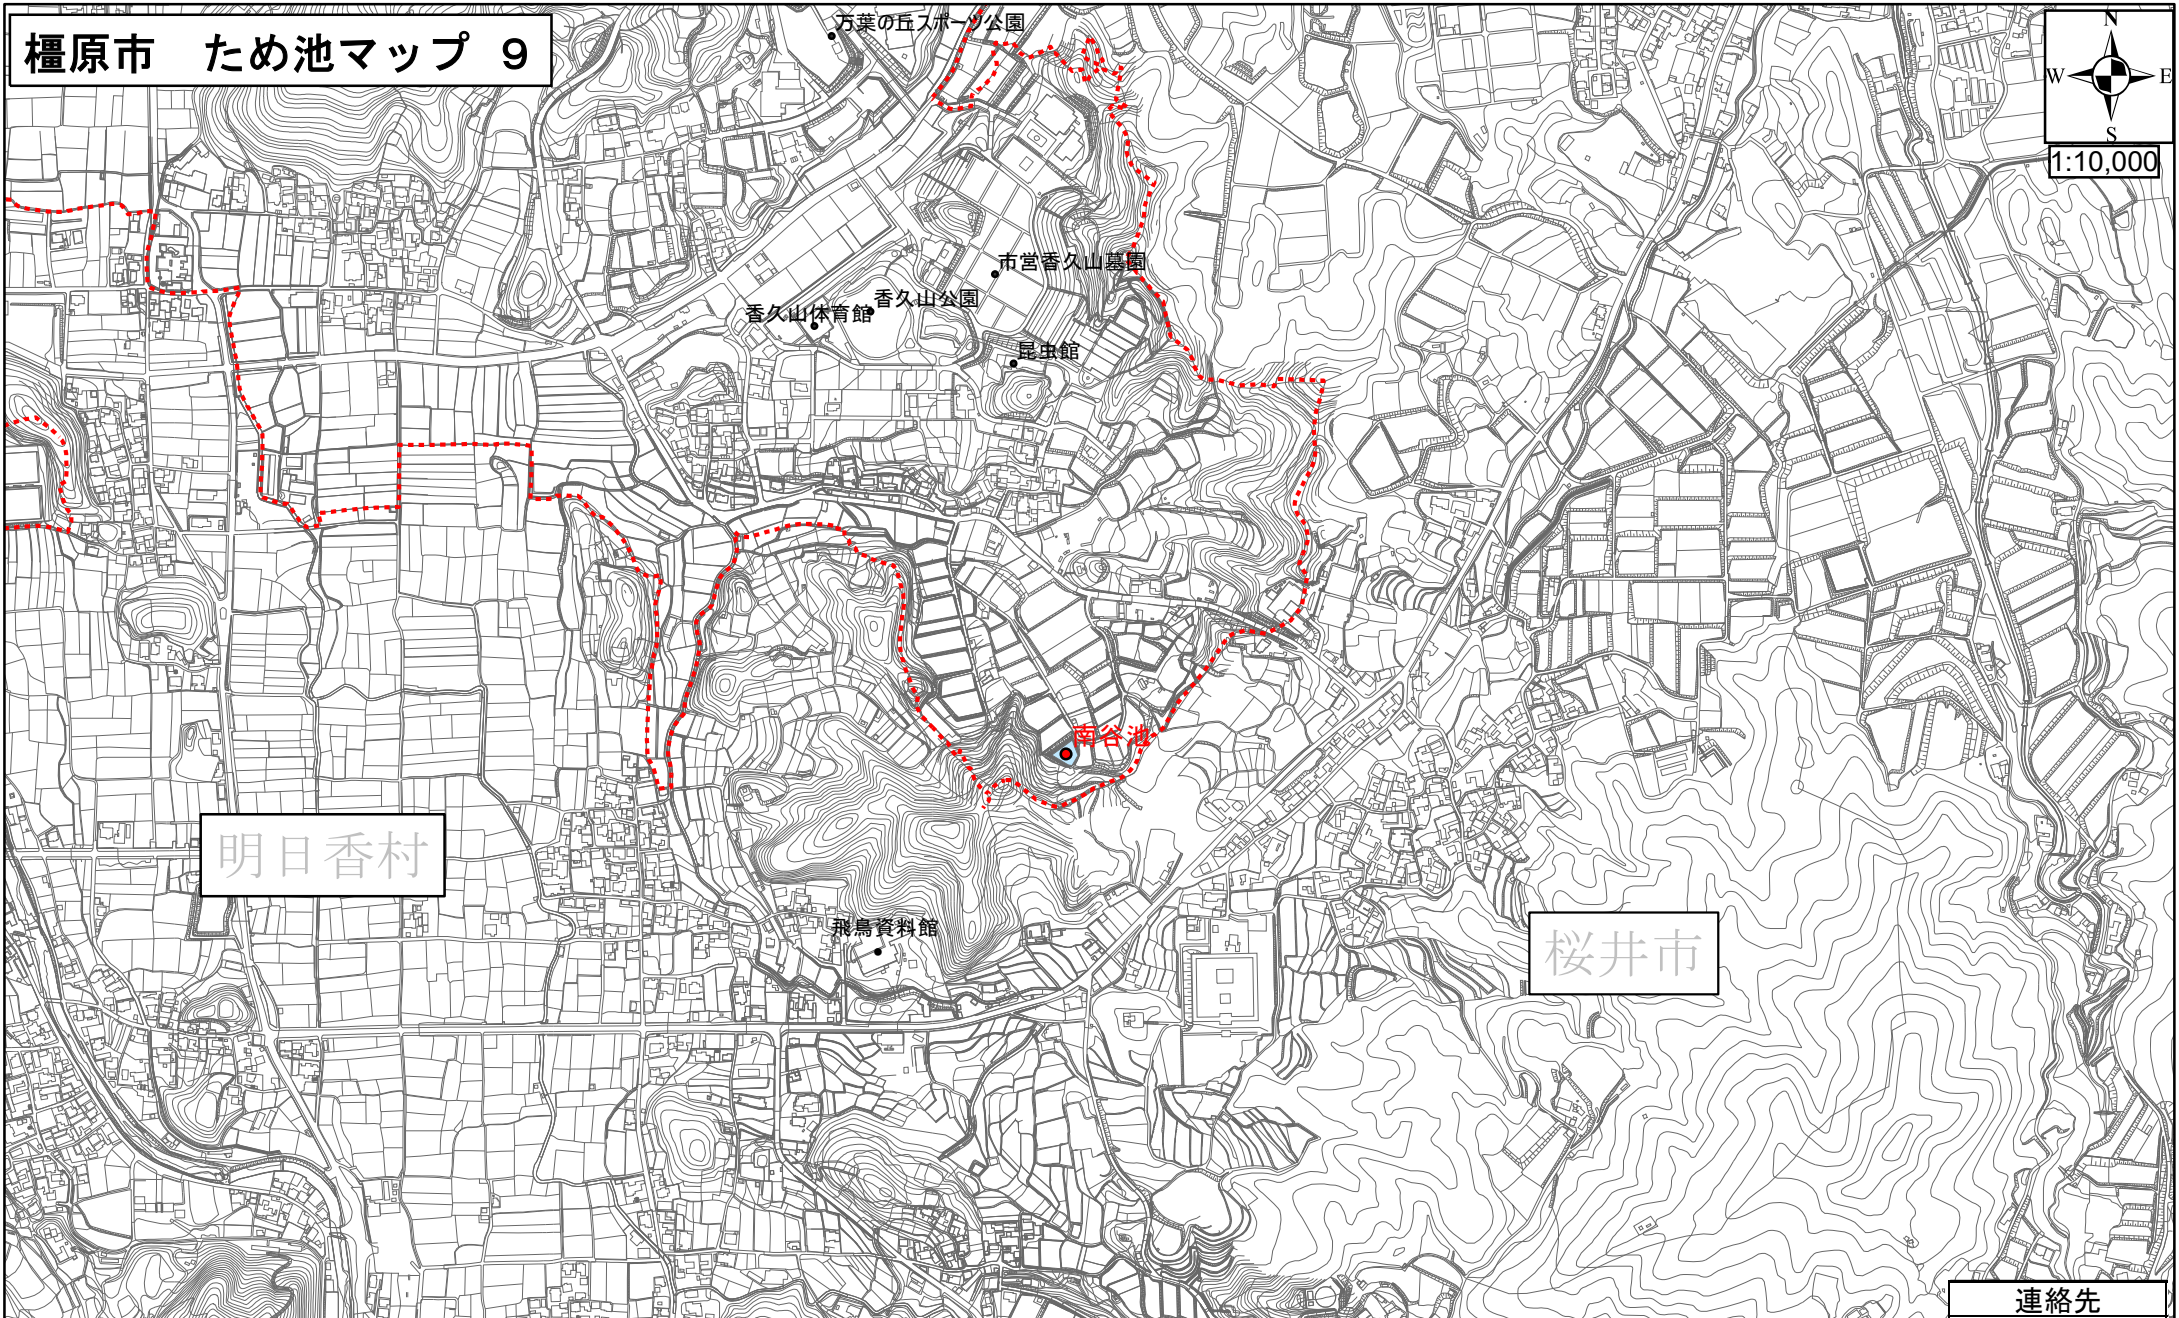 橿原市　ため池マップ　９
万葉の丘スポーツ公園
N
W
E
S
1:10,000
市営香久山墓園
香久山公園
香久山体育館
昆虫館
南谷池
明日香村
飛鳥資料館
桜井市
連絡先